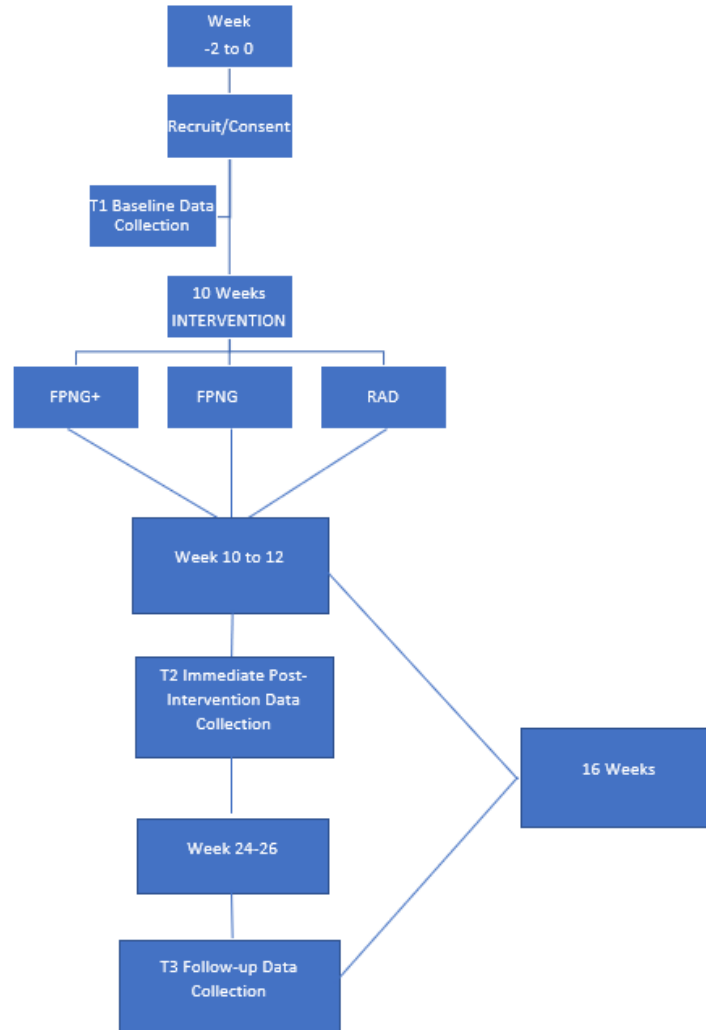 Week
-2 to 0
Recruit/Consent
T1 Baseline Data
Collection
10 Weeks
INTERVENTION
FPNG+
FPNG
RAD
Week 10 to 12
T2 Immediate Post-
Intervention Data
Collection
16 Weeks
Week 24-26
T3 Follow-up Data
Collection